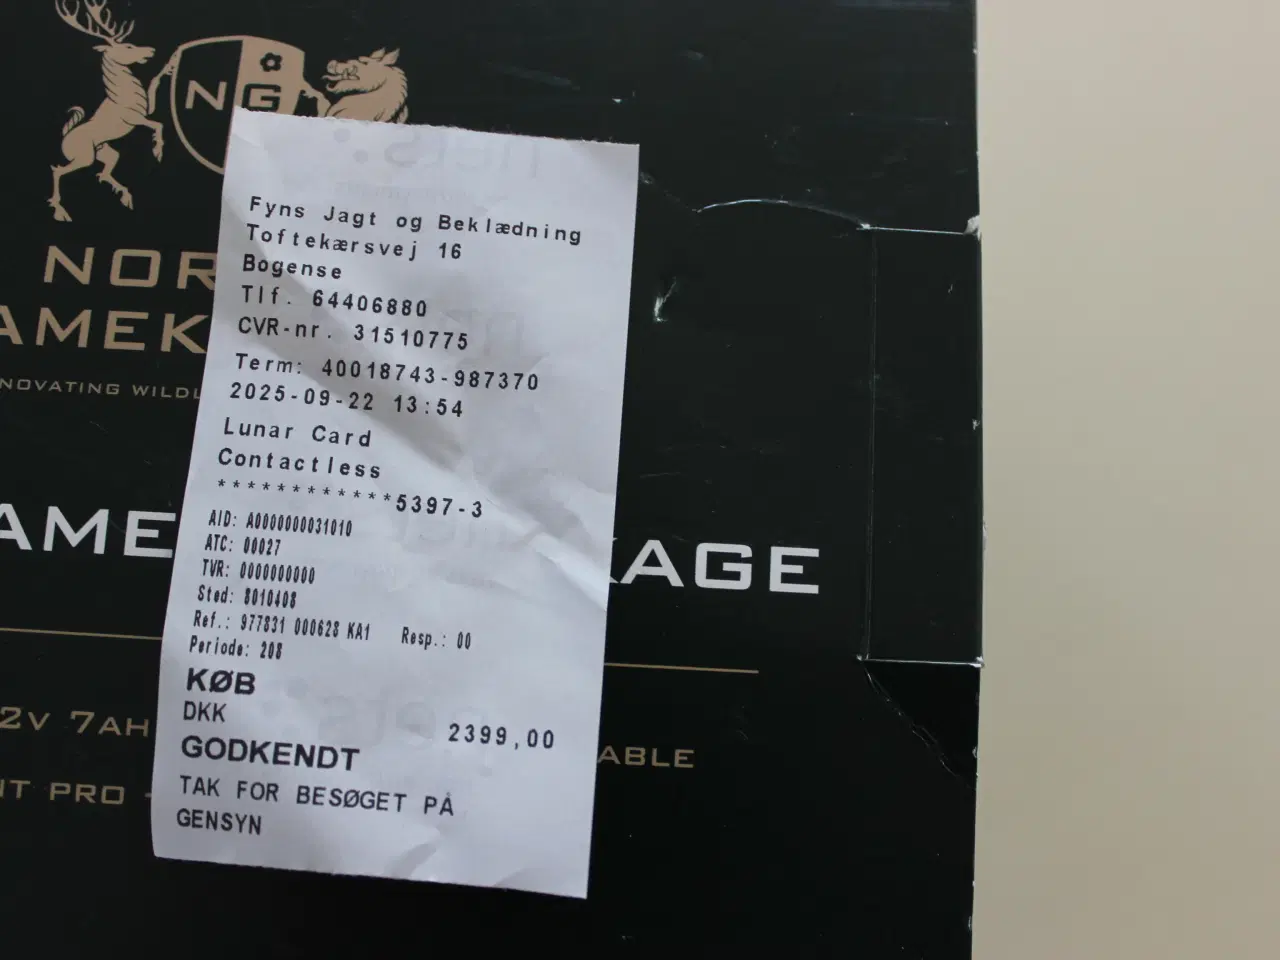 NG
NOR
AMEK
NOVATING WILDL
AME
KAGE
2V 7AH
ABLE
NT PRO -
Fyns Jagt og Beklædning
Toftekærsvej 16
Bogense
Tlf. 64406880
CVR-nr. 31510775
Term: 40018743-987370
2025-09-22 13:54
Lunar Card
Contactless
************5397-3
AID: A0000000031010
ATC: 00027
TVR: 0000000000
Sted: 8010408
Ref.: 977831 000628 KA1 Resp.: 00
Periode: 208
KØB
DKK 2399,00
GODKENDT
TAK FOR BESØGET PÅ
GENSYN